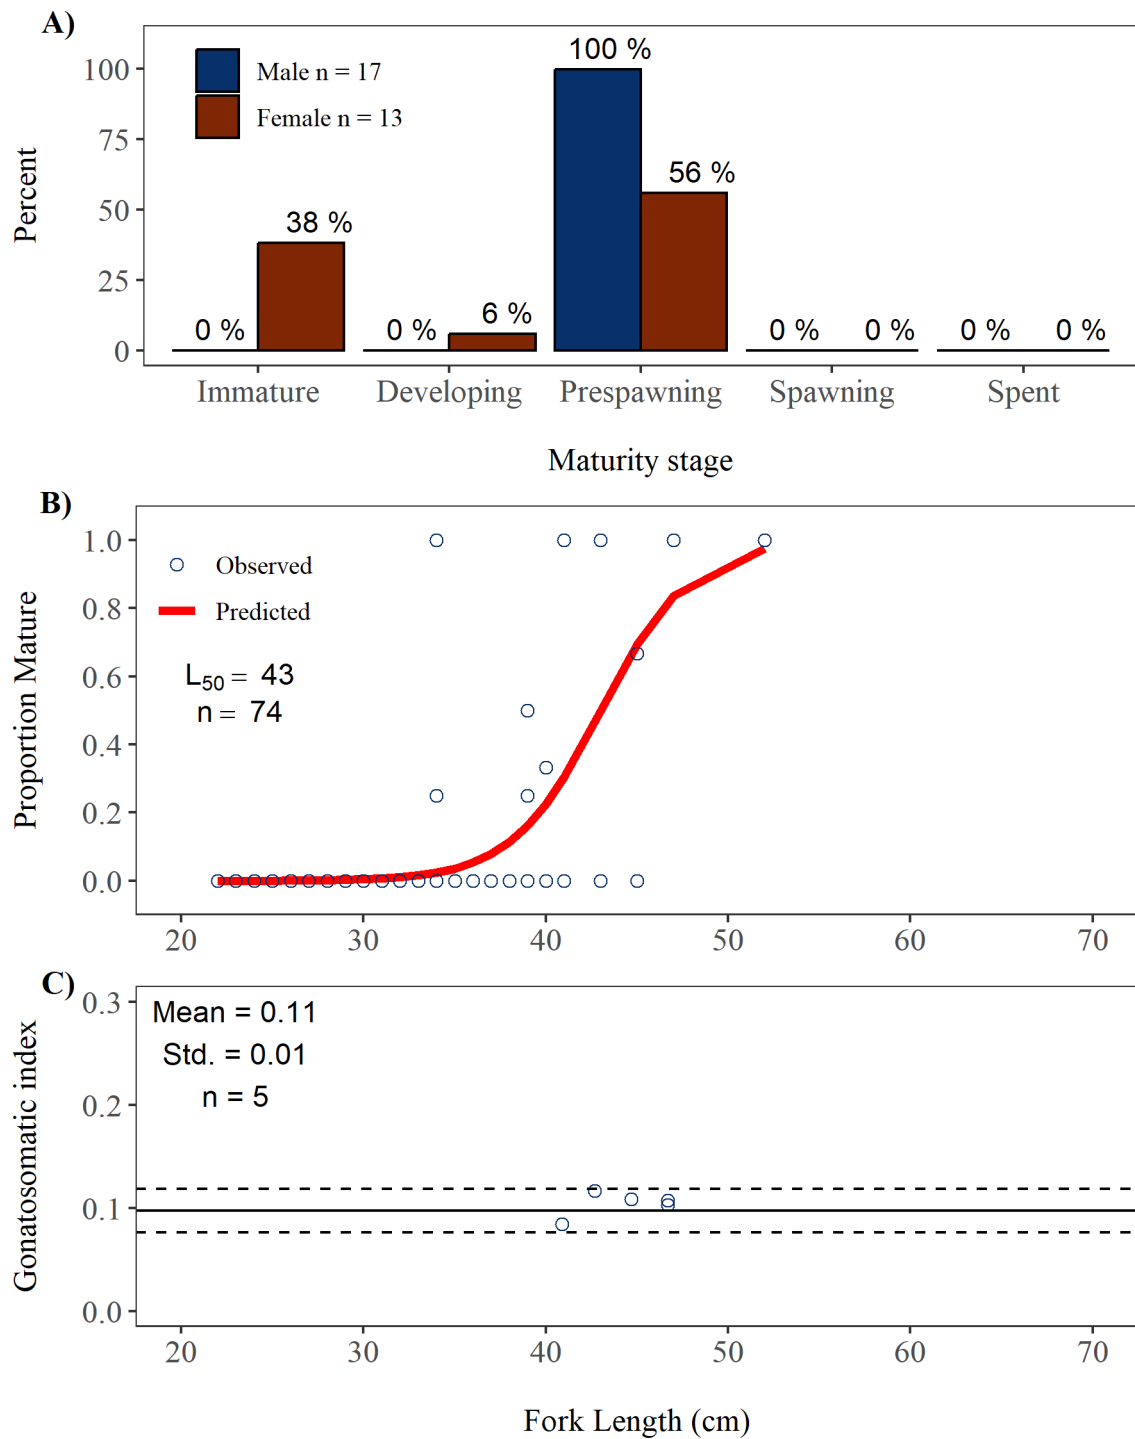 A)
100 %
Male n = 17
Female n = 13
100
75
50
25
0
Percent
56 %
38 %
0 %
0 %
6 %
0 %
0 %
0 %
0 %
Immature
Developing
Prespawning
Spawning
Spent
Maturity stage
B)
1.0
0.8
0.6
0.4
0.2
0.0
Proportion Mature
Observed
Predicted
L50 = 43
n = 74
20
30
40
50
60
70
C)
0.3
0.2
0.1
0.0
Gonatosomatic index
Mean = 0.11
Std. = 0.01
n = 5
20
30
40
50
60
70
Fork Length (cm)